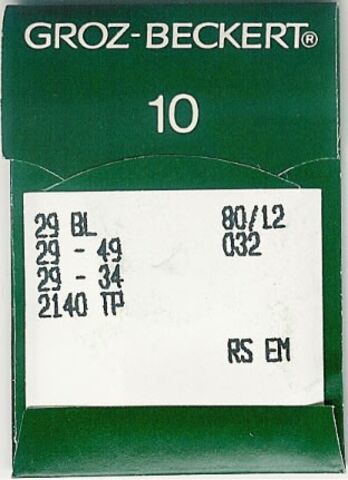 GROZ-BECKERT®
10
29 BL 80/12
29 - 49 032
29 - 34
2140 TP
RS EM